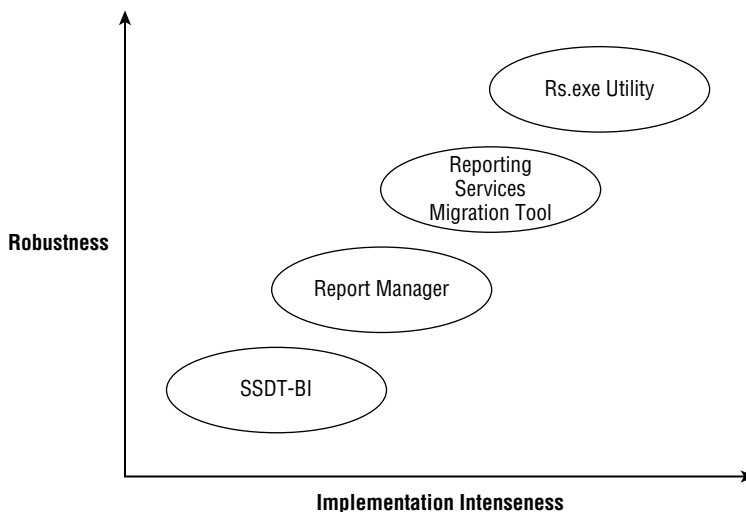 Rs.exe Utility
Reporting
Services
Migration Tool
Robustness
Report Manager
SSDT-BI
Implementation Intenseness